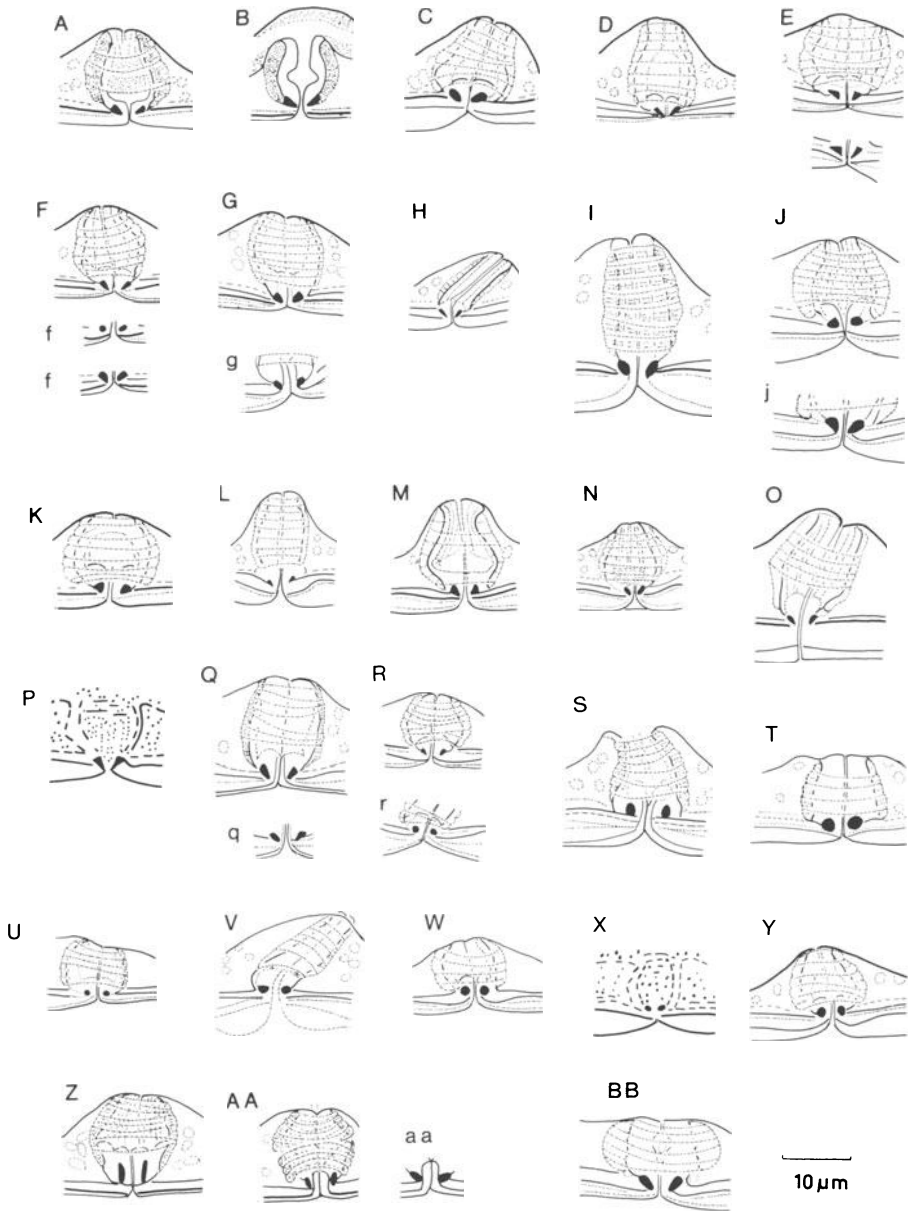 A B C D E
F G H I J
f g
f j
K L M N O
P Q R S T
q r
U V W X Y
Z AA aa BB
10 µm